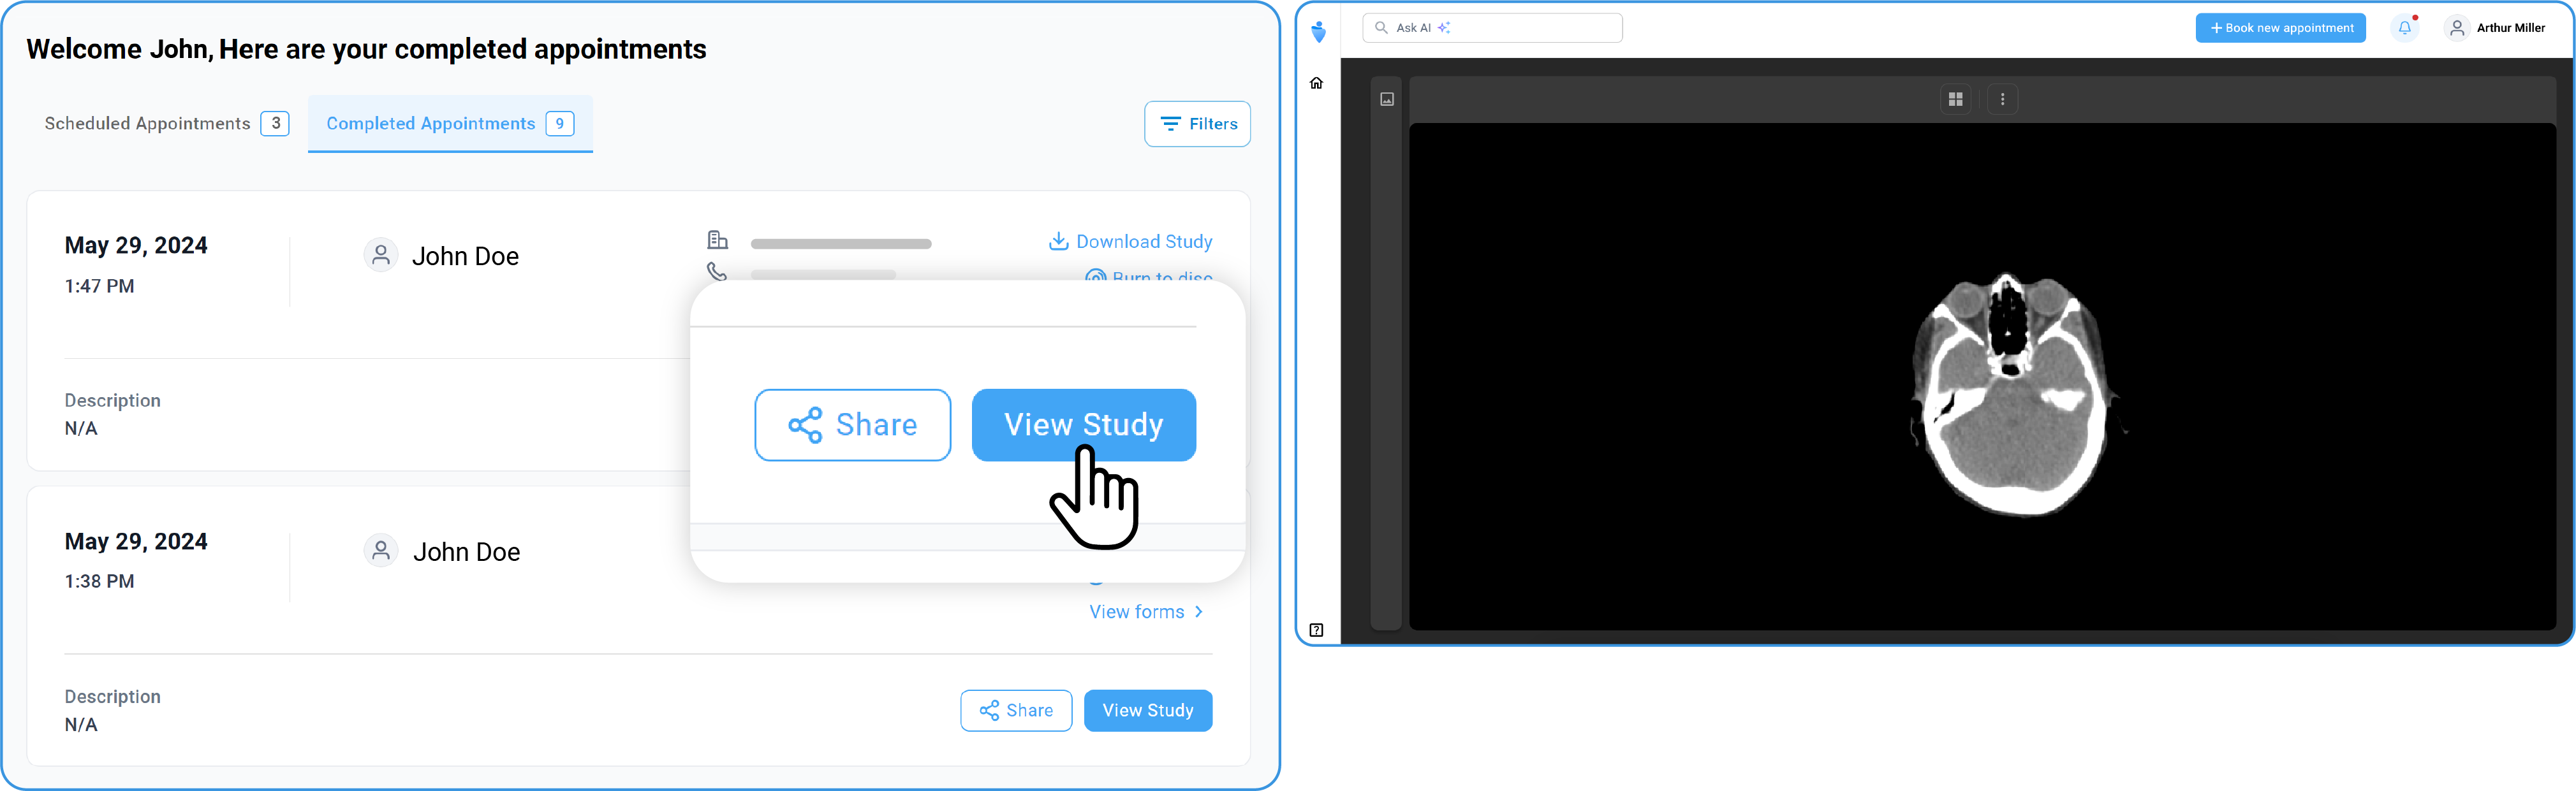 Welcome John, Here are your completed appointments
Scheduled Appointments 3
Completed Appointments 9
Filters
May 29, 2024
1:47 PM
John Doe
Download Study
Burn to disc
Description
N/A
Share
View Study
May 29, 2024
1:38 PM
John Doe
View forms
Description
N/A
Share
View Study
Ask AI
+ Book new appointment
Arthur Miller